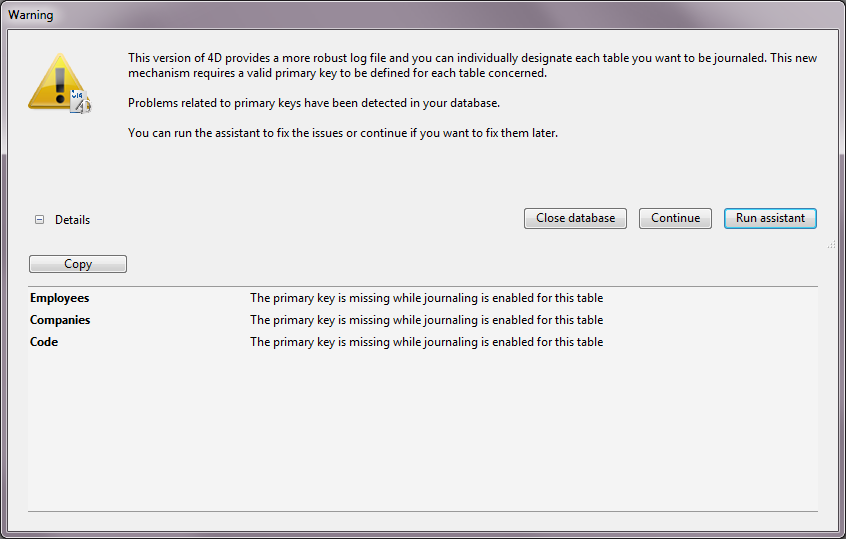 Warning
This version of 4D provides a more robust log file and you can individually designate each table you want to be journaled. This new
mechanism requires a valid primary key to be defined for each table concerned.
Problems related to primary keys have been detected in your database.
You can run the assistant to fix the issues or continue if you want to fix them later.
Details
Close database
Continue
Run assistant
Copy
Employees The primary key is missing while journaling is enabled for this table
Companies The primary key is missing while journaling is enabled for this table
Code The primary key is missing while journaling is enabled for this table